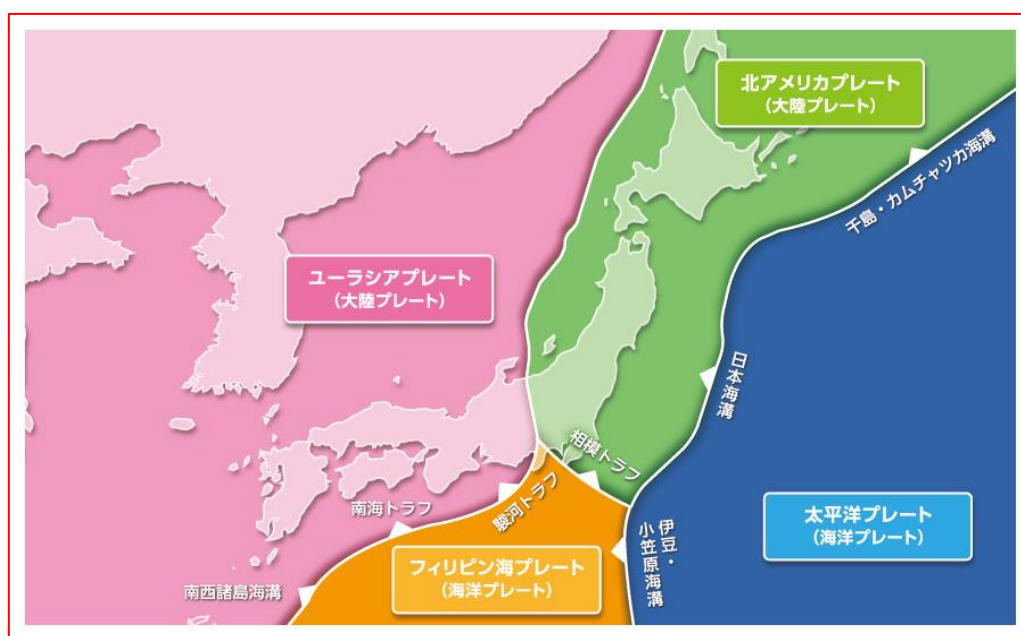 北アメリカプレート
（大陸プレート）
千島・カムチャツカ海溝
ユーラシアプレート
（大陸プレート）
日本海溝
相模トラフ
南海トラフ
駿河トラフ
太平洋プレート
（海洋プレート）
伊豆・
小笠原海溝
フィリピン海プレート
（海洋プレート）
南西諸島海溝